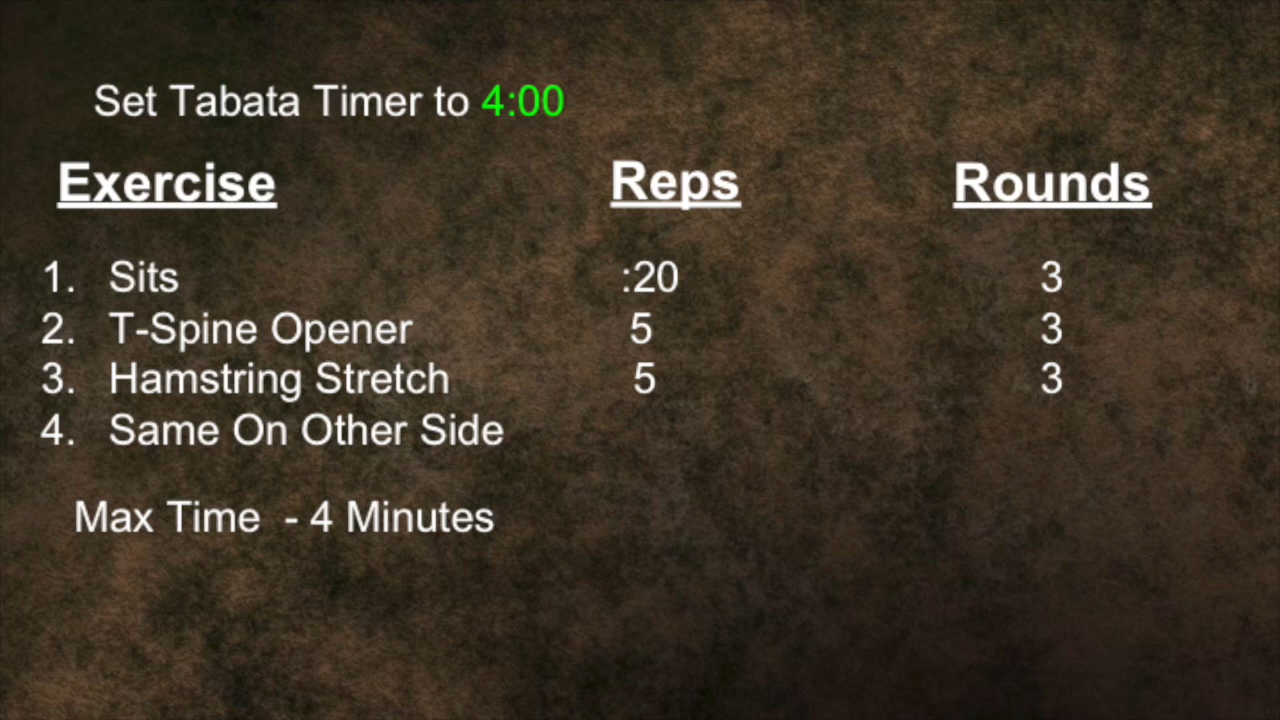 Set Tabata Timer to 4:00
Exercise Reps Rounds
1. Sits :20 3
2. T-Spine Opener 5 3
3. Hamstring Stretch 5 3
4. Same On Other Side
Max Time - 4 Minutes